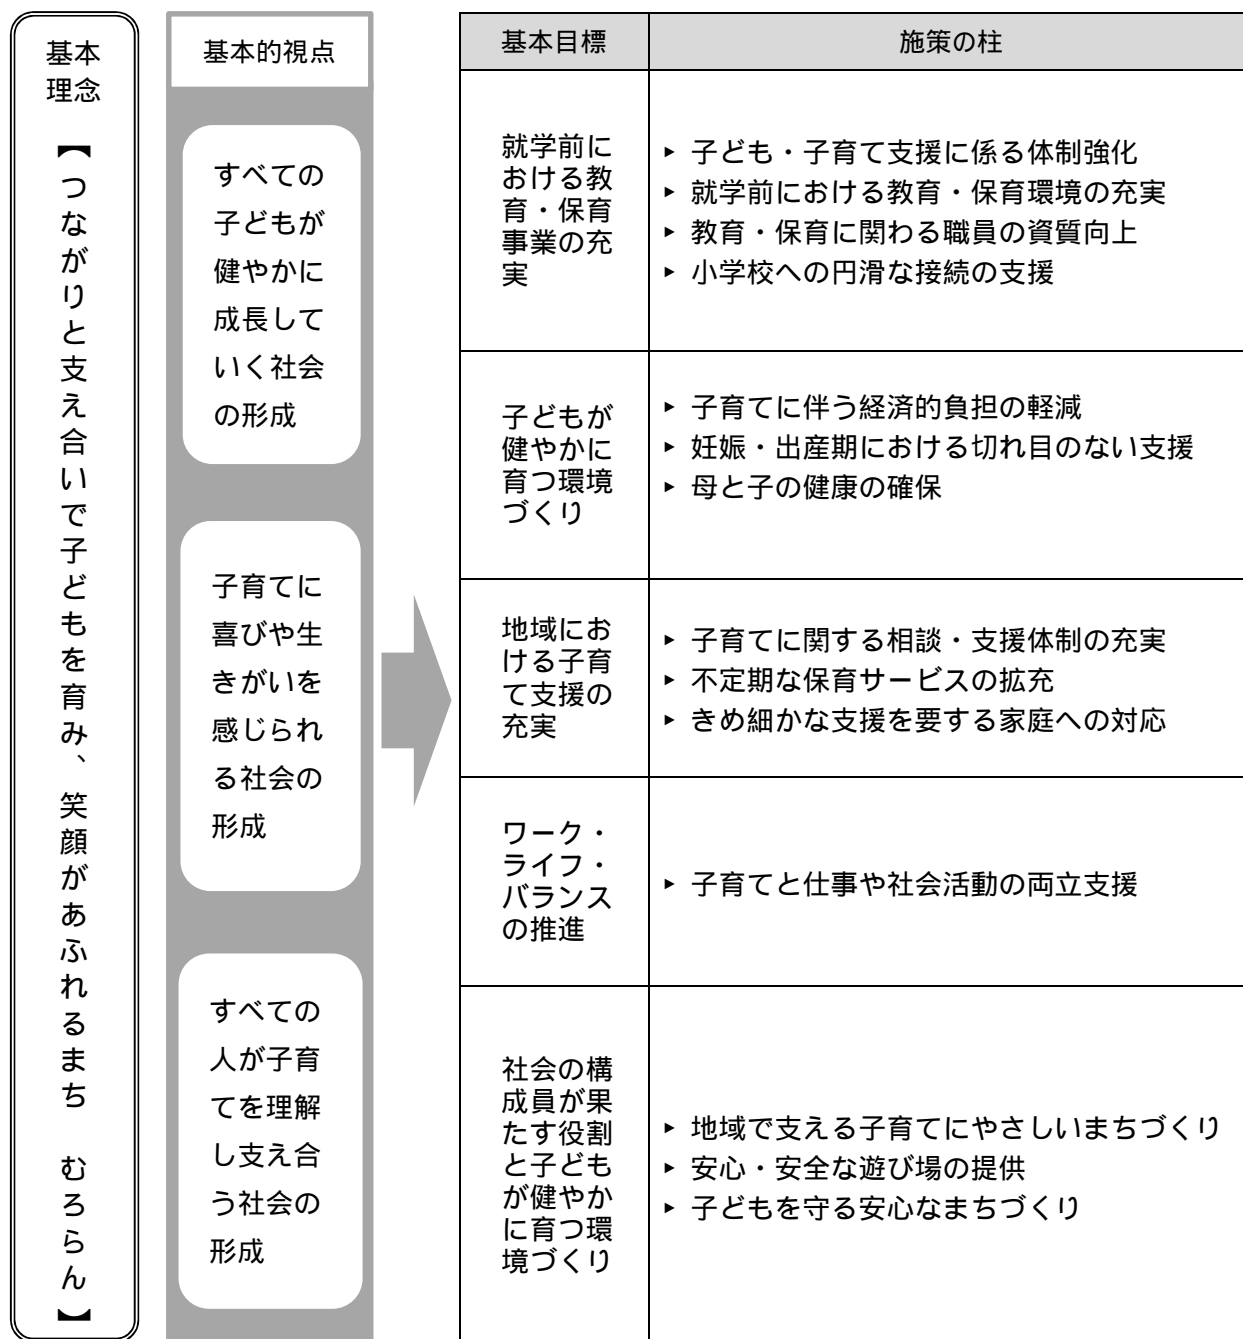 基本
理念
【つながりと支え合いで子どもを育み、笑顔があふれるまち　むろらん】
基本的視点
すべての
子どもが
健やかに
成長して
いく社会
の形成
子育てに
喜びや生
きがいを
感じられ
る社会の
形成
すべての
人が子育
てを理解
し支え合
う社会の
形成
基本目標
施策の柱
就学前に
おける教
育・保育
事業の充
実
▶ 子ども・子育て支援に係る体制強化
▶ 就学前における教育・保育環境の充実
▶ 教育・保育に関わる職員の資質向上
▶ 小学校への円滑な接続の支援
子どもが
健やかに
育つ環境
づくり
▶ 子育てに伴う経済的負担の軽減
▶ 妊娠・出産期における切れ目のない支援
▶ 母と子の健康の確保
地域にお
ける子育
て支援の
充実
▶ 子育てに関する相談・支援体制の充実
▶ 不定期な保育サービスの拡充
▶ きめ細かな支援を要する家庭への対応
ワーク・
ライフ・
バランス
の推進
▶ 子育てと仕事や社会活動の両立支援
社会の構
成員が果
たす役割
と子ども
が健やか
に育つ環
境づくり
▶ 地域で支える子育てにやさしいまちづくり
▶ 安心・安全な遊び場の提供
▶ 子どもを守る安心なまちづくり